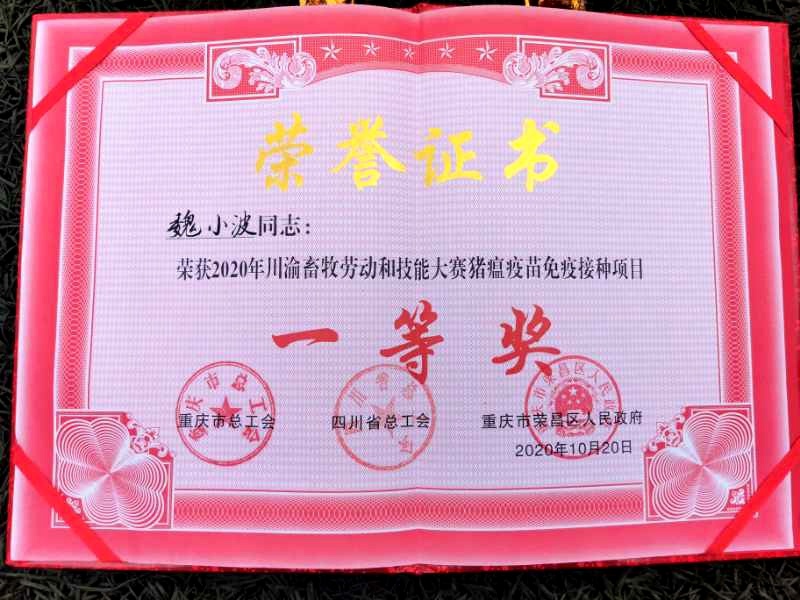 荣誉证书
魏小波同志：
荣获2020年川渝畜牧劳动和技能大赛猪瘟疫苗免疫接种项目
一等奖
重庆市总工会 四川省总工会 重庆市荣昌区人民政府
2020年10月20日